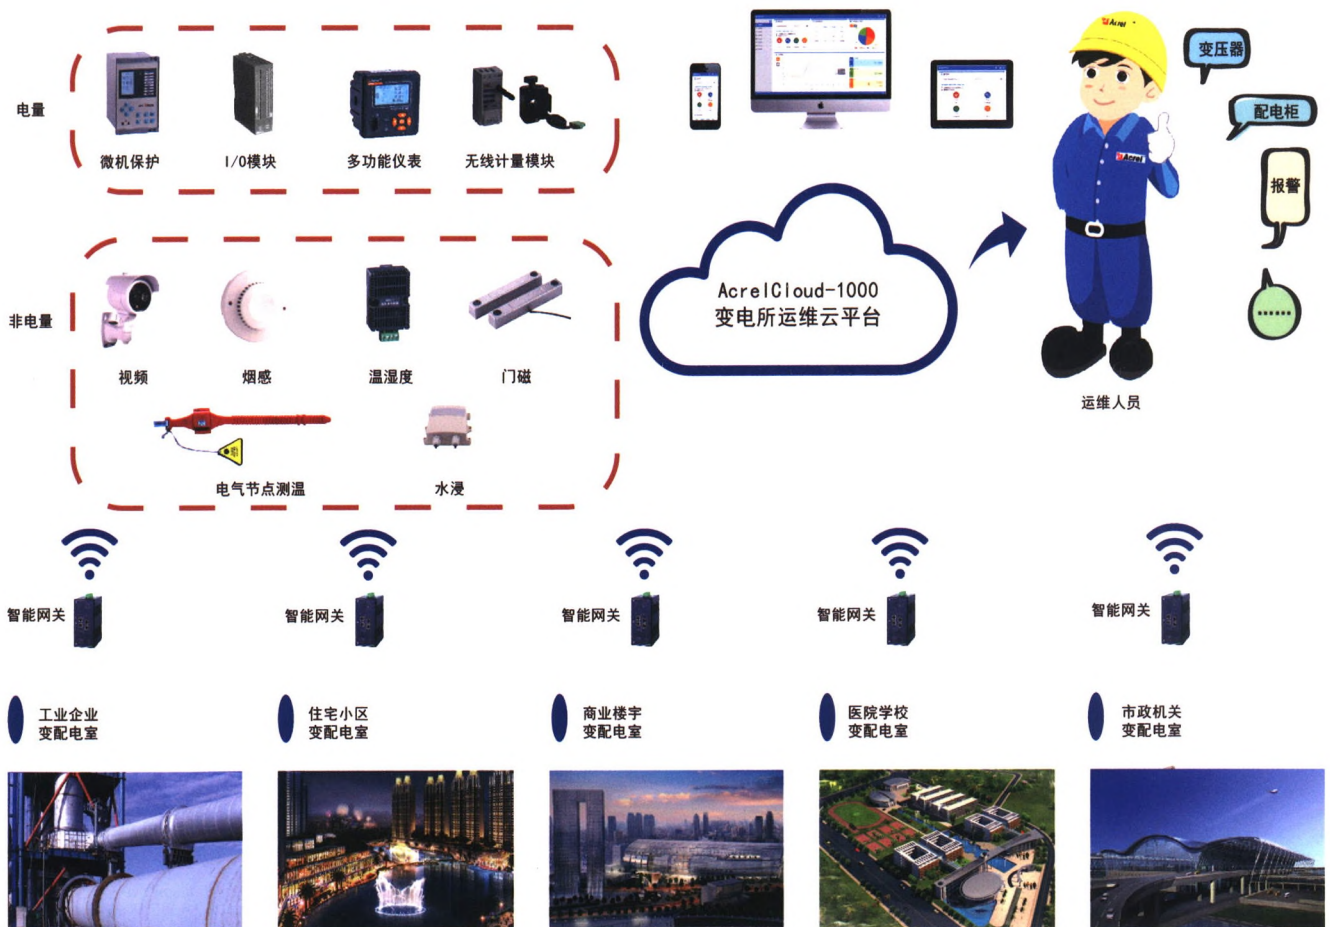 电量
微机保护
I/O模块
多功能仪表
无线计量模块
非电量
视频
烟感
温湿度
门磁
电气节点测温
水浸
AcrelCloud-1000
变电所运维云平台
Acrel
Acrel
变压器
配电柜
报警
……
运维人员
智能网关
智能网关
智能网关
智能网关
智能网关
工业企业
变配电室
住宅小区
变配电室
商业楼宇
变配电室
医院学校
变配电室
市政机关
变配电室